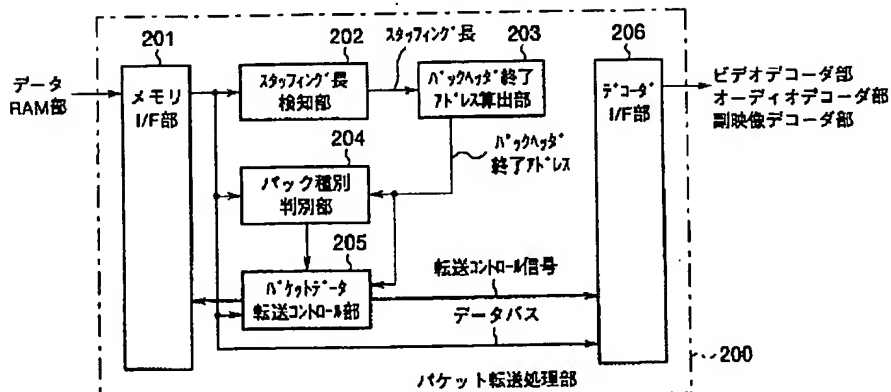 201
202
スタッフィング長
203
206
データ
RAM部
メモリ
I/F部
スタッフィング長
検知部
パックヘッダ終了
アドレス算出部
デコーダ
I/F部
ビデオデコーダ部
オーディオデコーダ部
副映像デコーダ部
204
パックヘッダ
終了アドレス
パック種別
判別部
205
パケットデータ
転送コントロール部
転送コントロール信号
データバス
200
パケット転送処理部